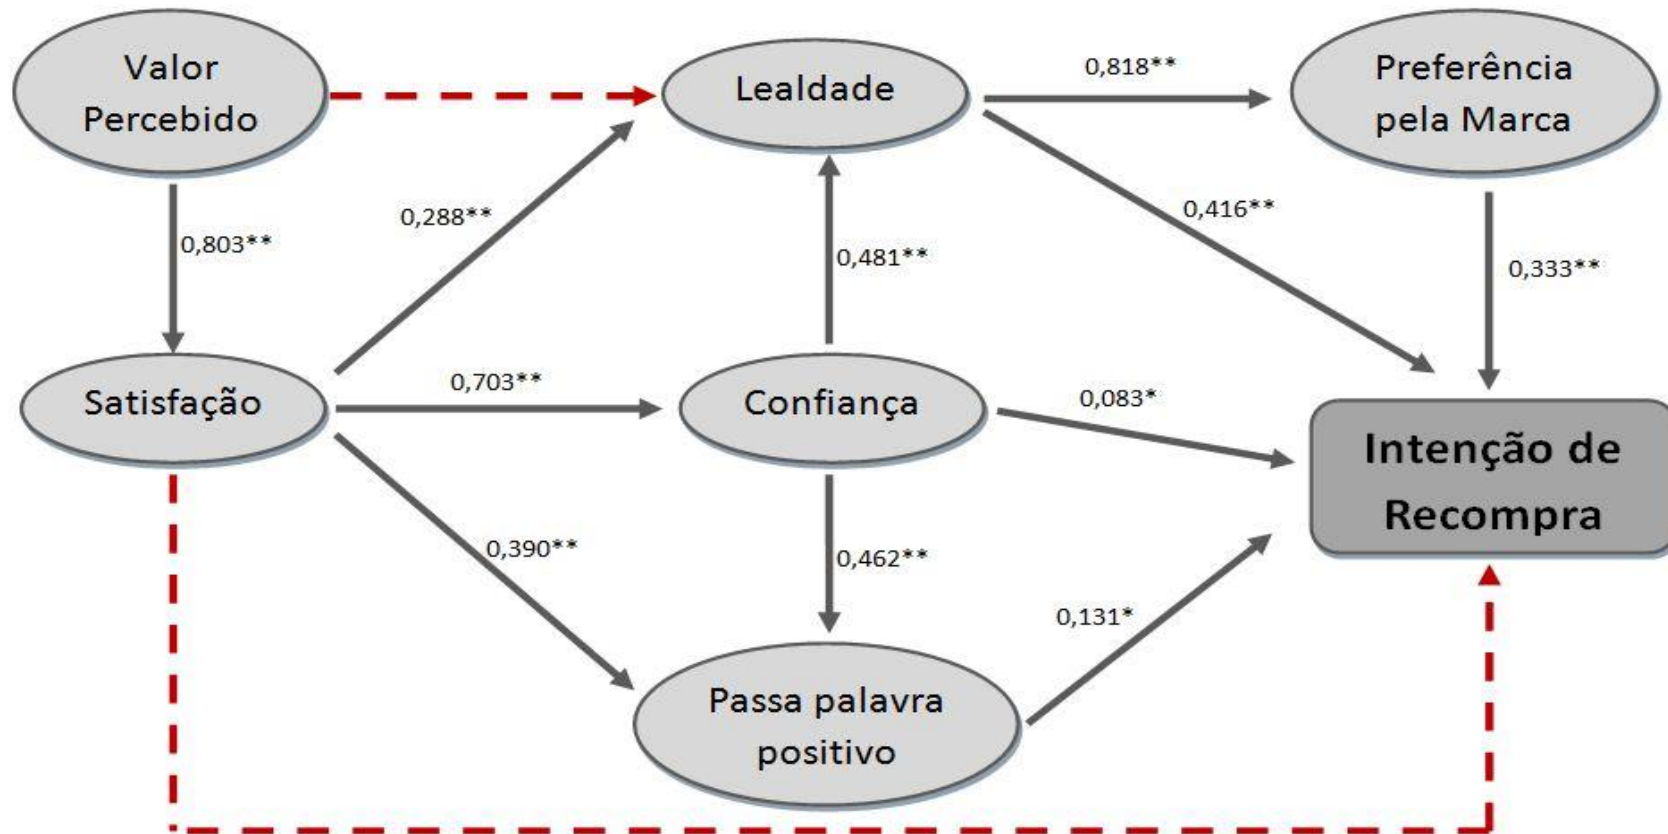 Valor
Percebido
Lealdade
0,818**
Preferência
pela Marca
0,288**
0,416**
0,803**
0,481**
0,333**
Satisfação
0,703**
Confiança
0,083*
Intenção de
Recompra
0,390**
0,462**
0,131*
Passa palavra
positivo